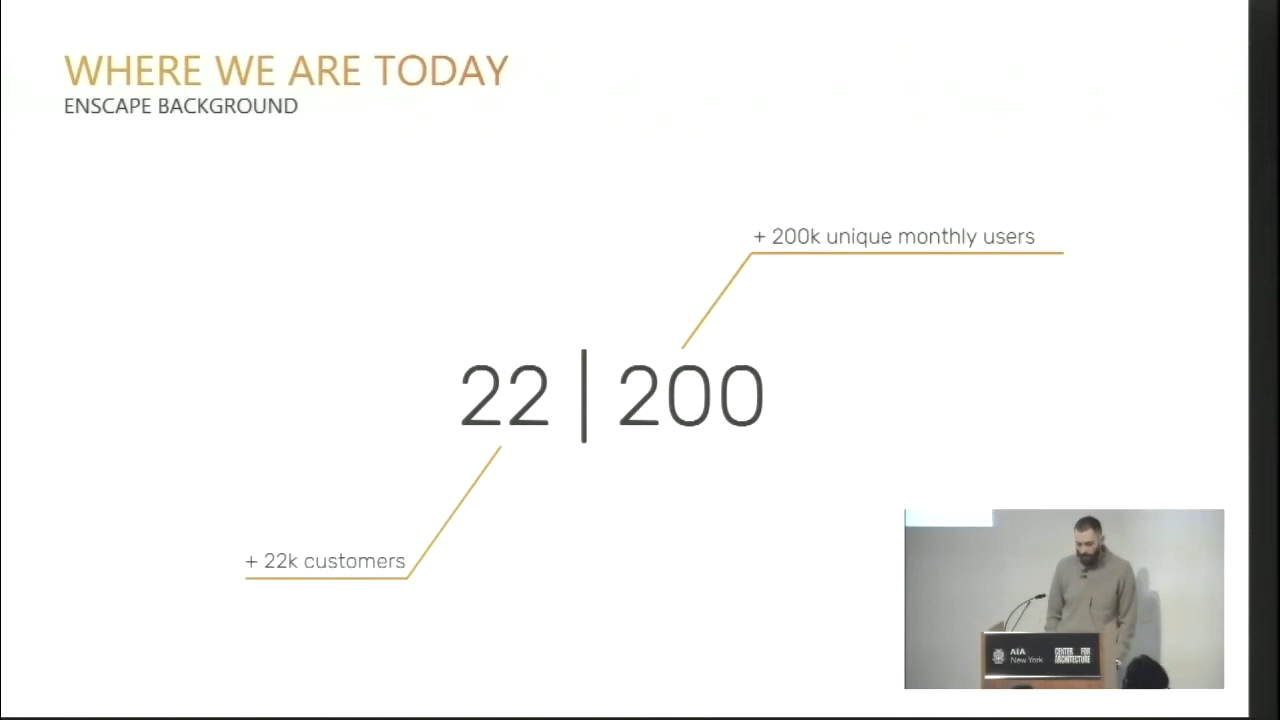 WHERE WE ARE TODAY
ENSCAPE BACKGROUND
+ 200k unique monthly users
22 | 200
+ 22k customers
AIA
New York
CENTER FOR
ARCHITECTURE